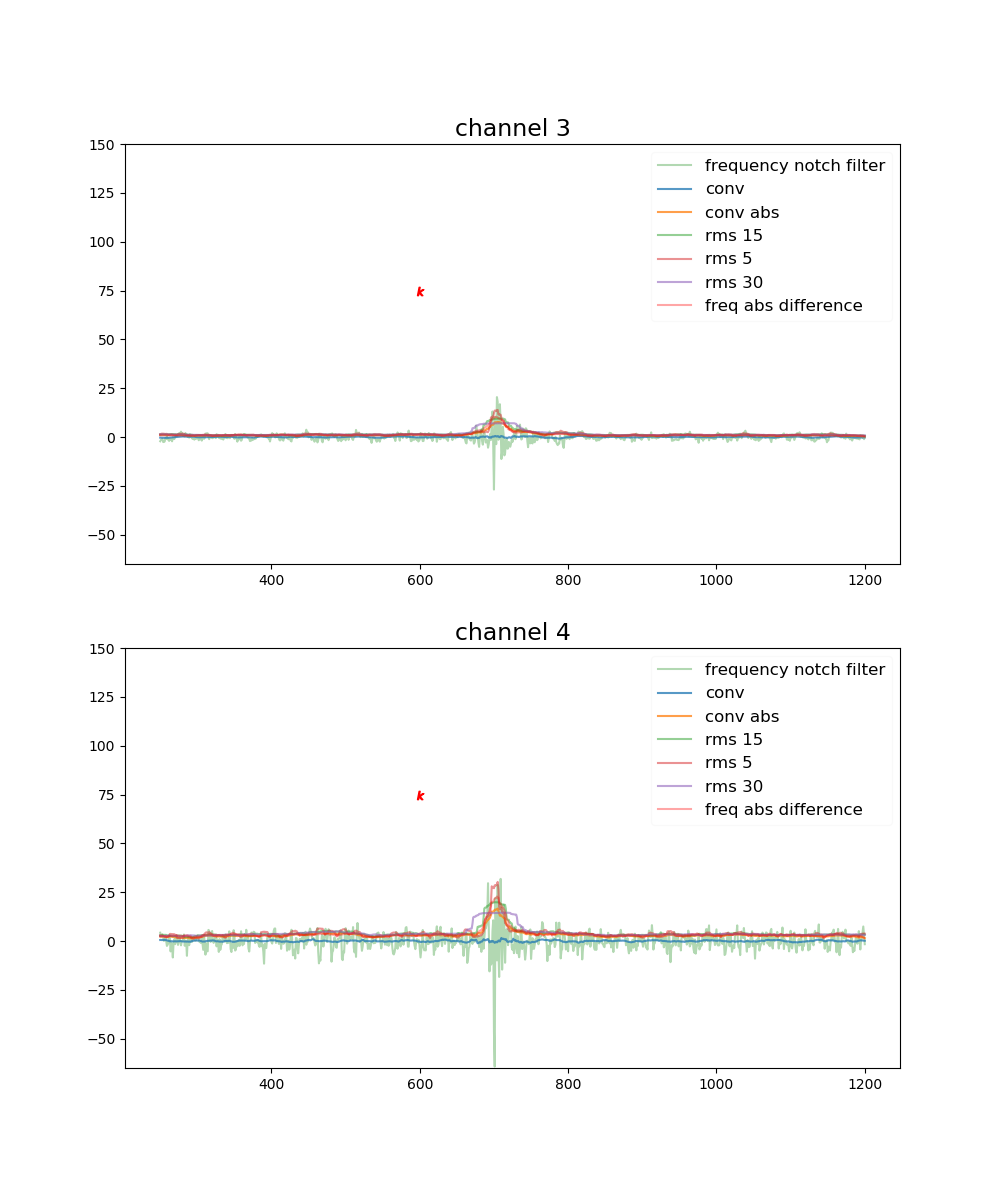 channel 3
150
125
100
75
50
25
0
−25
−50
400 600 800 1000 1200
frequency notch filter
conv
conv abs
rms 15
rms 5
rms 30
freq abs difference
k
channel 4
150
125
100
75
50
25
0
−25
−50
400 600 800 1000 1200
frequency notch filter
conv
conv abs
rms 15
rms 5
rms 30
freq abs difference
k